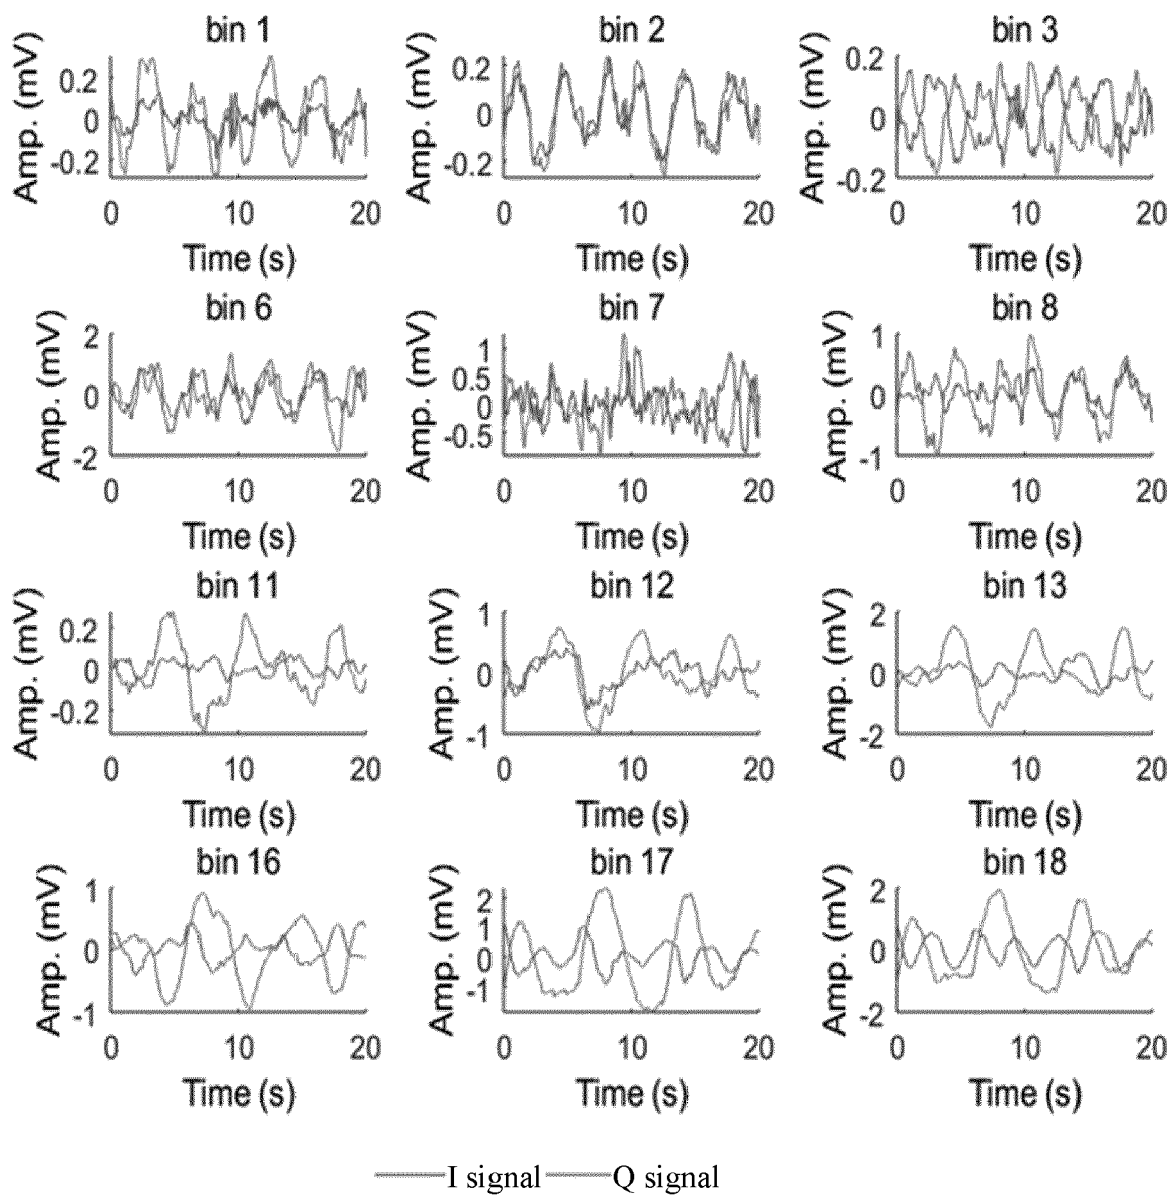 bin 1 bin 2 bin 3
Amp. (mV) 0.2 0 -0.2 Amp. (mV) 0.2 0 -0.2 Amp. (mV) 0.2 0 -0.2
0 10 20 0 10 20 0 10 20
Time (s) Time (s) Time (s)
bin 6 bin 7 bin 8
Amp. (mV) 2 0 -2 Amp. (mV) 1 0.5 0 -0.5 Amp. (mV) 1 0 -1
0 10 20 0 10 20 0 10 20
Time (s) Time (s) Time (s)
bin 11 bin 12 bin 13
Amp. (mV) 0.2 0 -0.2 Amp. (mV) 1 0 -1 Amp. (mV) 2 0 -2
0 10 20 0 10 20 0 10 20
Time (s) Time (s) Time (s)
bin 16 bin 17 bin 18
Amp. (mV) 1 0 -1 Amp. (mV) 2 1 0 -1 Amp. (mV) 2 0 -2
0 10 20 0 10 20 0 10 20
Time (s) Time (s) Time (s)
I signal Q signal